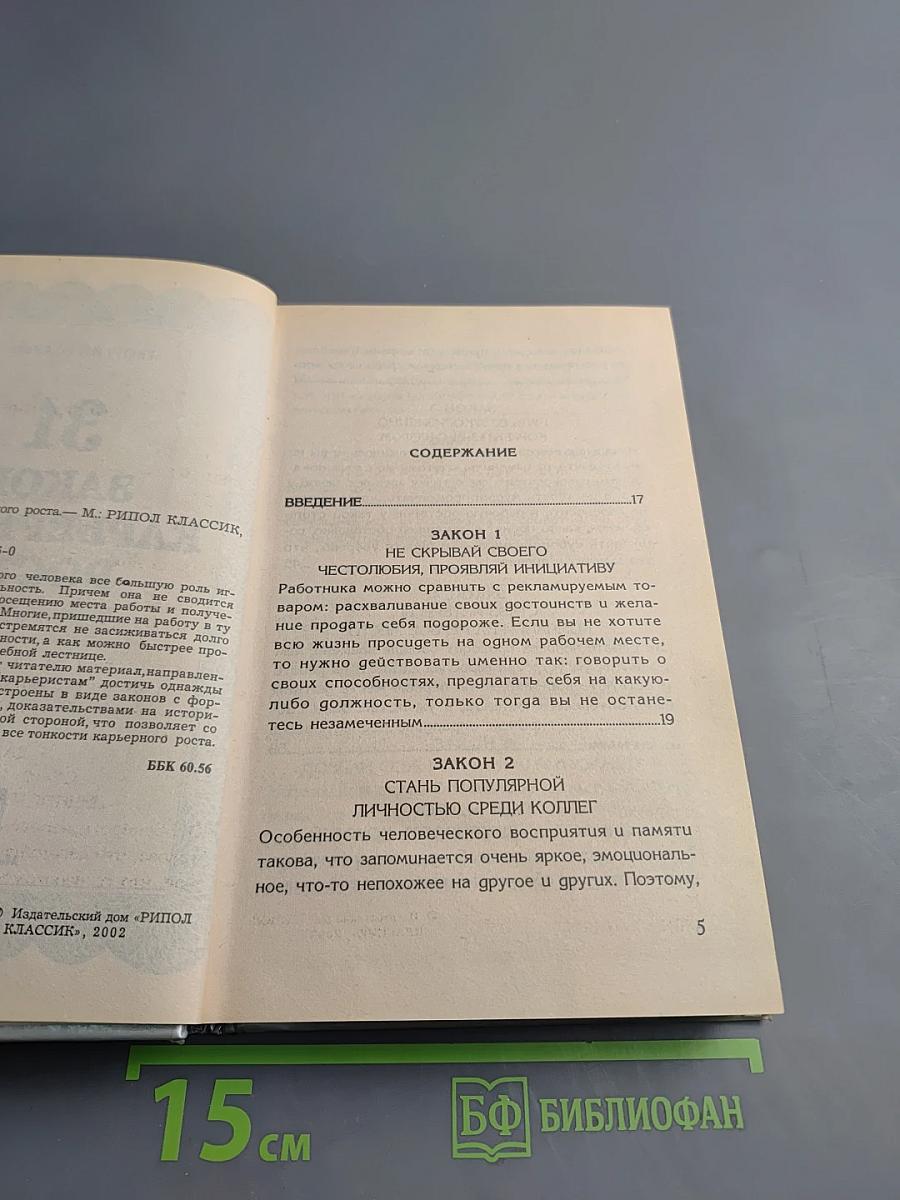 ого роста.— М.: РИПОЛ КЛАССИК,
-0
ого человека все большую роль иг-
льность. Причем она не сводится
осещению места работы и получе-
Многие, пришедшие на работу в ту
стремятся не засиживаться долго
ности, а как можно быстрее про-
ебной лестнице.
читателю материал, направлен-
карьеристам" достичь однажды
строены в виде законов с фор-
, доказательствами на истори-
ой стороной, что позволяет со
все тонкости карьерного роста.
ББК 60.56
© Издательский дом «РИПОЛ
КЛАССИК», 2002
СОДЕРЖАНИЕ
ВВЕДЕНИЕ...17
ЗАКОН 1
НЕ СКРЫВАЙ СВОЕГО
ЧЕСТОЛЮБИЯ, ПРОЯВЛЯЙ ИНИЦИАТИВУ
Работника можно сравнить с рекламируемым то-
варом: расхваливание своих достоинств и жела-
ние продать себя подороже. Если вы не хотите
всю жизнь просидеть на одном рабочем месте,
то нужно действовать именно так: говорить о
своих способностях, предлагать себя на какую-
либо должность, только тогда вы не остане-
тесь незамеченным...19
ЗАКОН 2
СТАНЬ ПОПУЛЯРНОЙ
ЛИЧНОСТЬЮ СРЕДИ КОЛЛЕГ
Особенность человеческого восприятия и памяти
такова, что запоминается очень яркое, эмоциональ-
ное, что-то непохожее на другое и других. Поэтому,
5
15 см
БФ БИБЛИОФАН